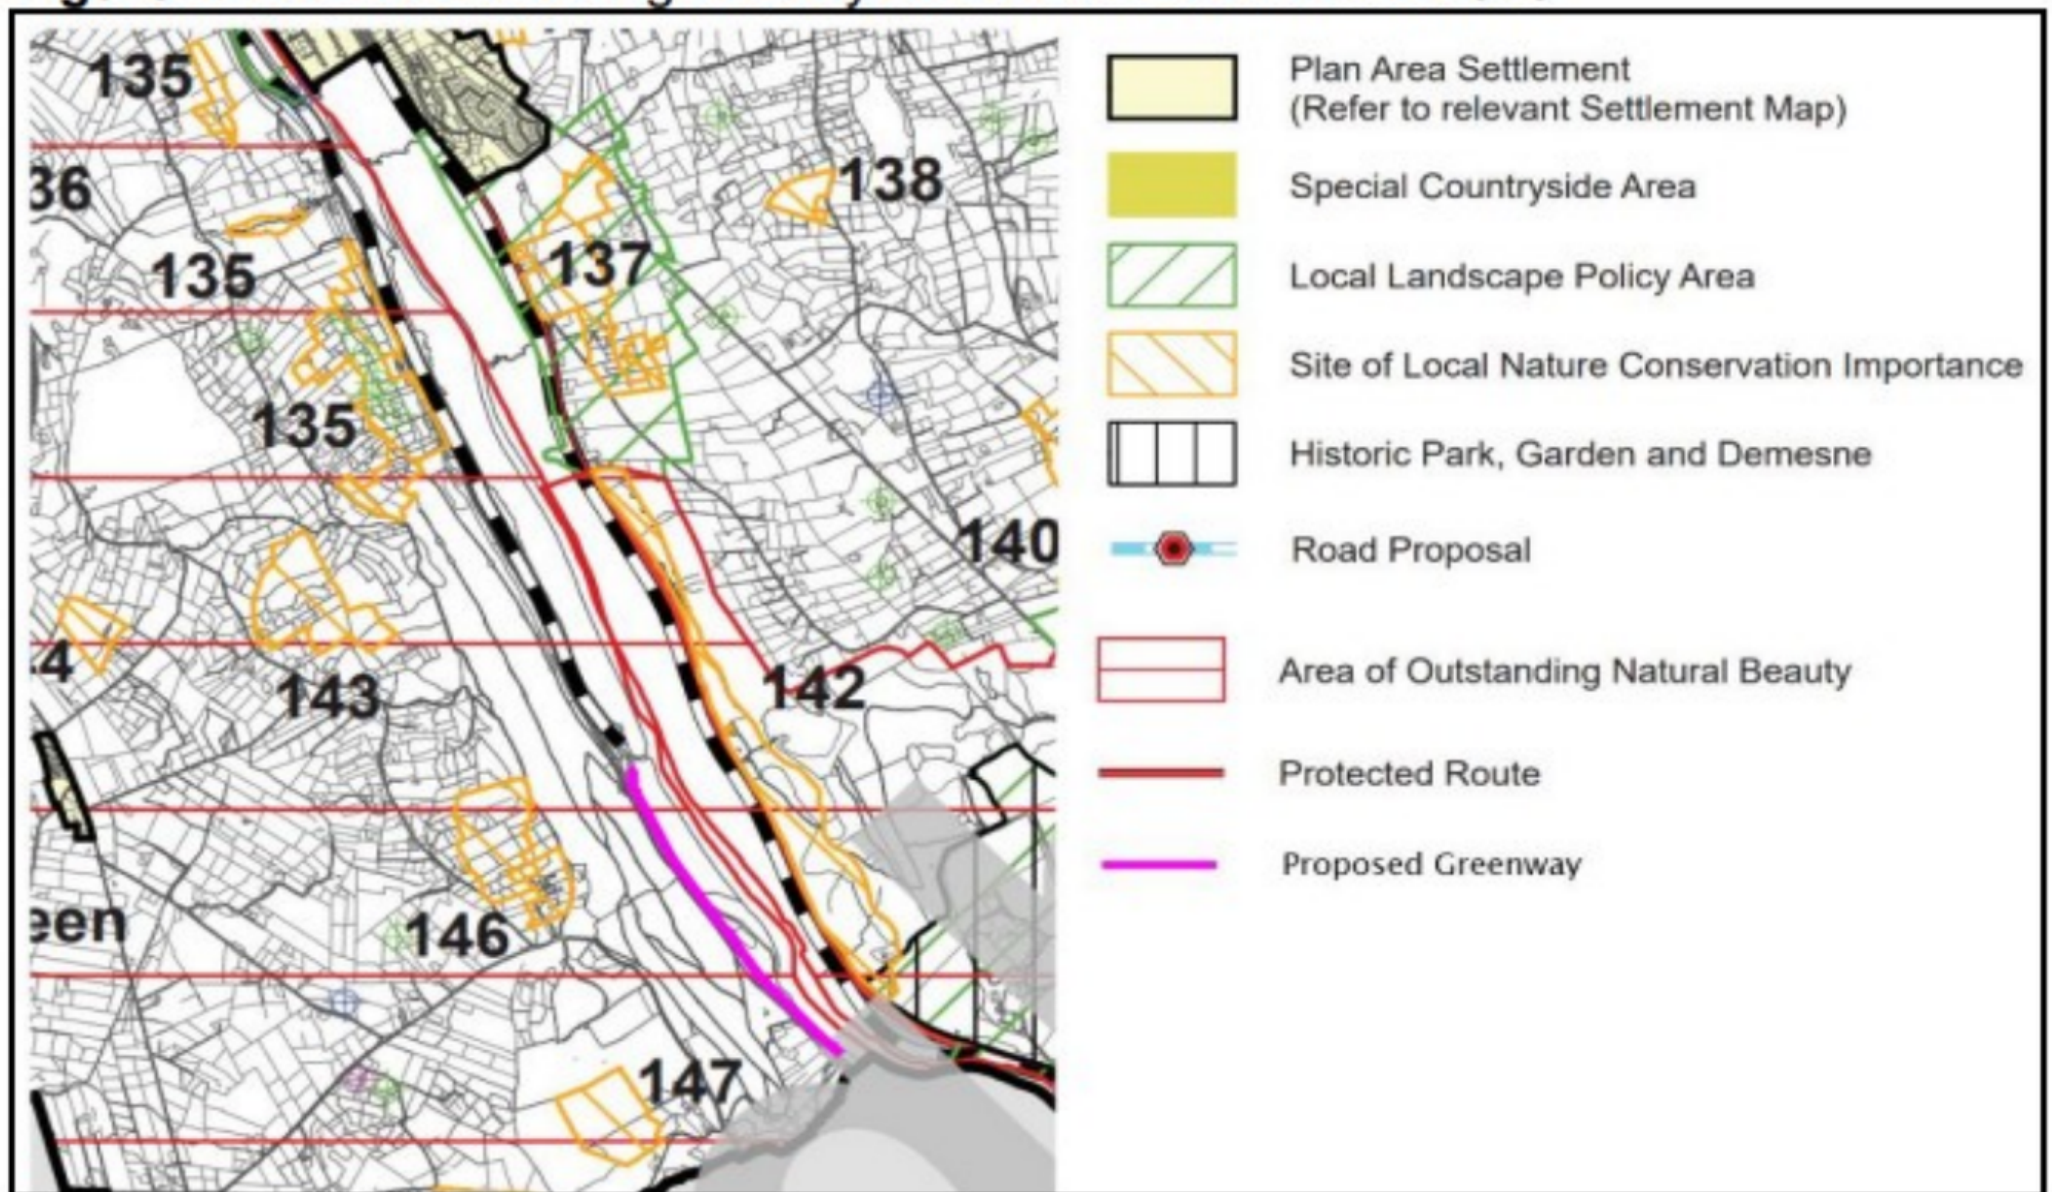 135
36
138
135
137
135
140
4
143
142
een
146
147
Plan Area Settlement
(Refer to relevant Settlement Map)
Special Countryside Area
Local Landscape Policy Area
Site of Local Nature Conservation Importance
Historic Park, Garden and Demesne
Road Proposal
Area of Outstanding Natural Beauty
Protected Route
Proposed Greenway